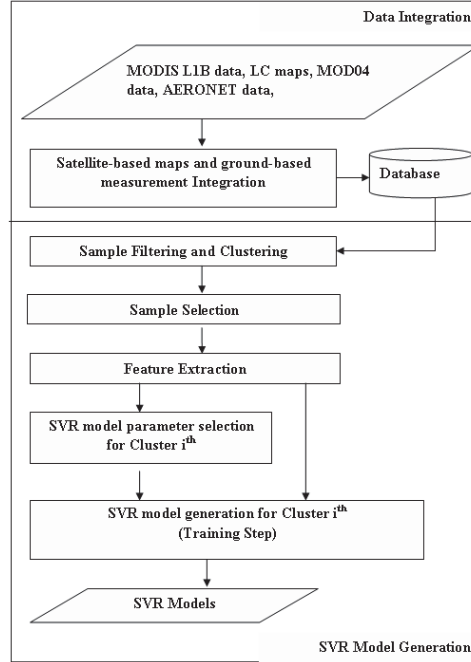 Data Integration
MODIS L1B data, LC maps, MOD04
data, AERONET data,
Satellite-based maps and ground-based
measurement Integration
Database
Sample Filtering and Clustering
Sample Selection
Feature Extraction
SVR model parameter selection
for Cluster iᵗʰ
SVR model generation for Cluster iᵗʰ
(Training Step)
SVR Models
SVR Model Generation